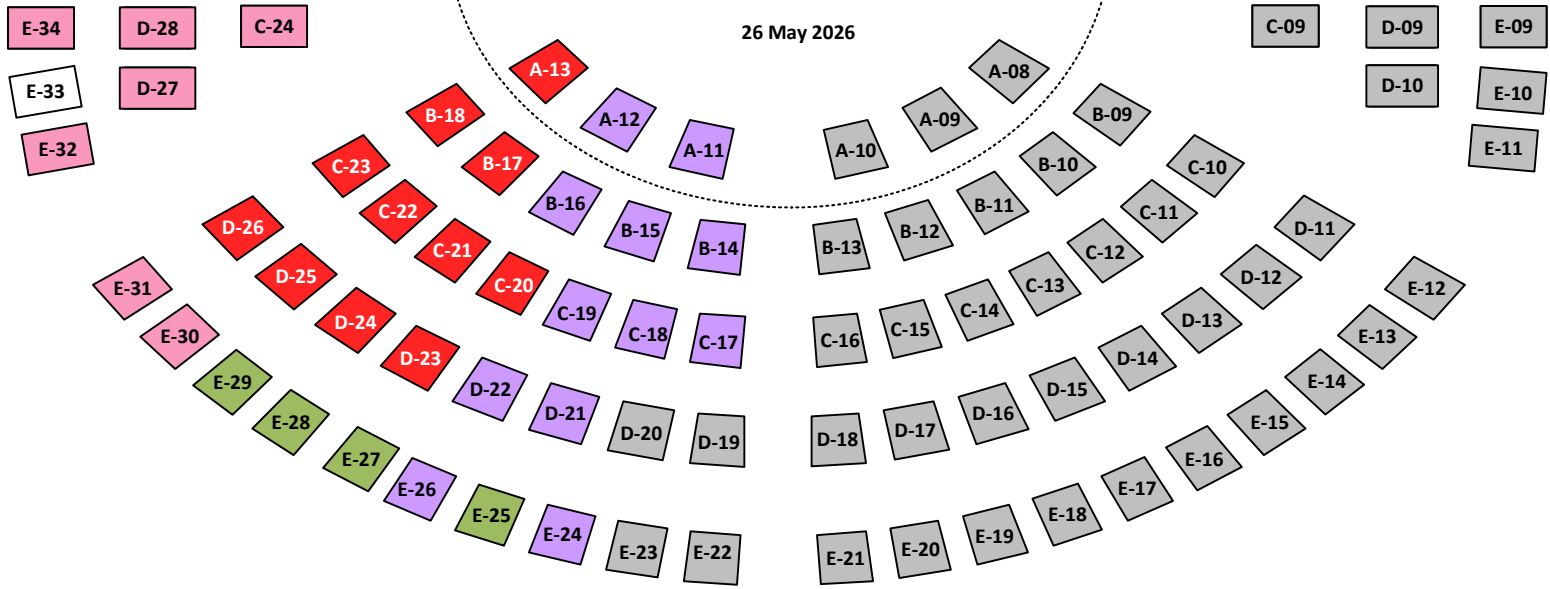 E-34 D-28 C-24 26 May 2026 C-09 D-09 E-09
E-33 D-27 A-13 A-08 D-10 E-10
B-18 A-12 A-09 B-09
E-32 A-11 A-10 E-11
C-23 B-17 B-10 C-10
C-22 B-16 B-11 C-11
D-26 B-15 B-12 D-11
C-21 B-14 B-13 C-12
D-25 C-20 C-13 D-12
E-31 E-12
D-24 C-19 C-14 D-13
E-30 C-18 C-17 C-16 C-15 E-13
D-23 D-14
E-29 D-22 D-15 E-14
E-28 D-21 D-20 D-19 D-18 D-17 D-16 E-15
E-27 E-16
E-26 E-17
E-25 E-18
E-24 E-23 E-22 E-21 E-20 E-19